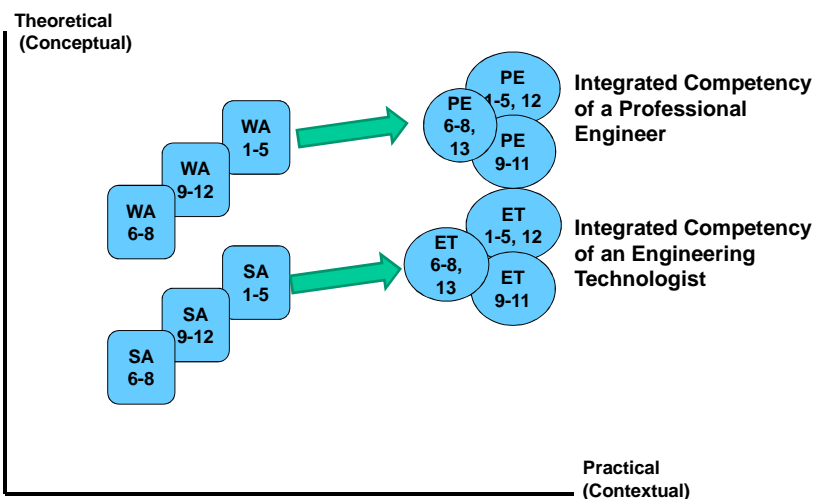 Theoretical
(Conceptual)
PE
1-5, 12
PE
6-8,
13
PE
9-11
Integrated Competency
of a Professional
Engineer
WA
1-5
WA
9-12
WA
6-8
ET
1-5, 12
ET
6-8,
13
ET
9-11
Integrated Competency
of an Engineering
Technologist
SA
1-5
SA
9-12
SA
6-8
Practical
(Contextual)